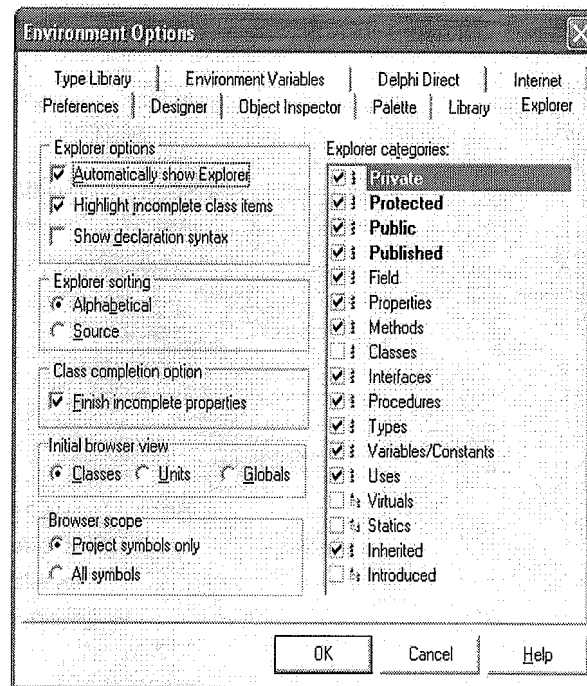 Environment Options
Type Library
Environment Variables
Delphi Direct
Internet
Preferences
Designer
Object Inspector
Palette
Library
Explorer
Explorer options
Automatically show Explorer
Highlight incomplete class items
Show declaration syntax
Explorer sorting
Alphabetical
Source
Class completion option
Finish incomplete properties
Initial browser view
Classes
Units
Globals
Browser scope
Project symbols only
All symbols
Explorer categories:
Private
Protected
Public
Published
Field
Properties
Methods
Classes
Interfaces
Procedures
Types
Variables/Constants
Uses
Virtuals
Statics
Inherited
Introduced
OK
Cancel
Help